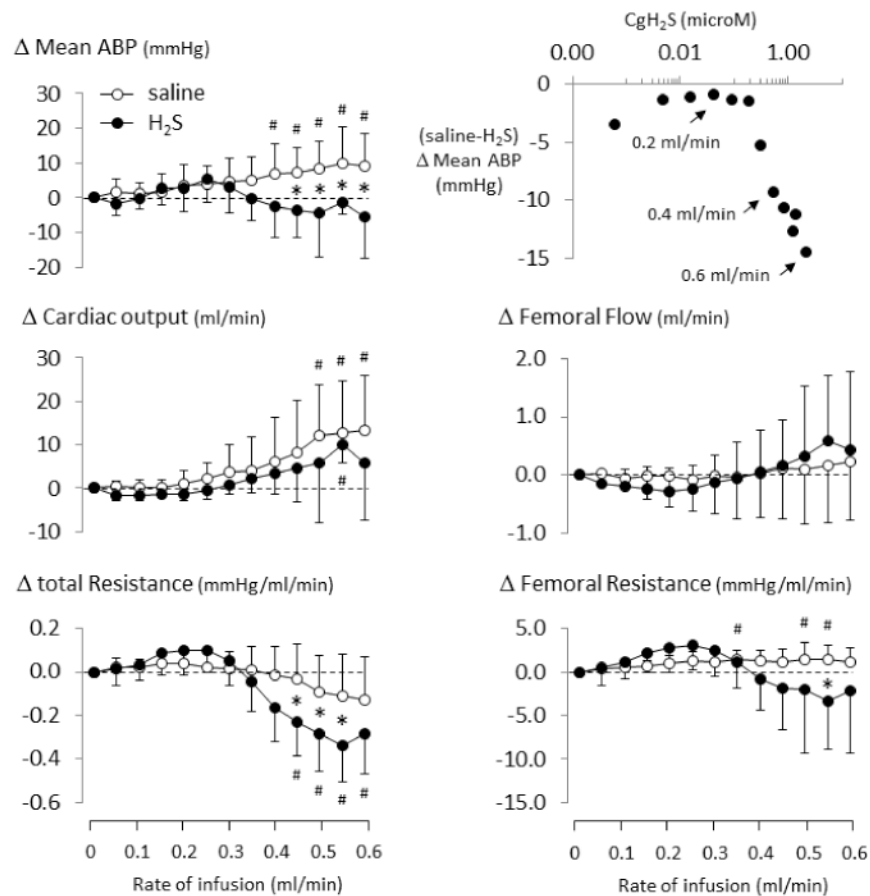 Δ Mean ABP (mmHg)
30
20
10
0
-10
-20
saline
H₂S
# # # # #
* * * *
CgH₂S (microM)
0.00 0.01 1.00
0
-5
-10
-15
(saline-H₂S)
Δ Mean ABP
(mmHg)
0.2 ml/min
0.4 ml/min
0.6 ml/min
Δ Cardiac output (ml/min)
30
20
10
0
-10
# # #
#
Δ Femoral Flow (ml/min)
2.0
1.0
0.0
-1.0
Δ total Resistance (mmHg/ml/min)
0.2
0.0
-0.2
-0.4
-0.6
* * *
# # # #
0 0.1 0.2 0.3 0.4 0.5 0.6
Rate of infusion (ml/min)
Δ Femoral Resistance (mmHg/ml/min)
5.0
0.0
-5.0
-10.0
-15.0
# # #
*
0 0.1 0.2 0.3 0.4 0.5 0.6
Rate of infusion (ml/min)